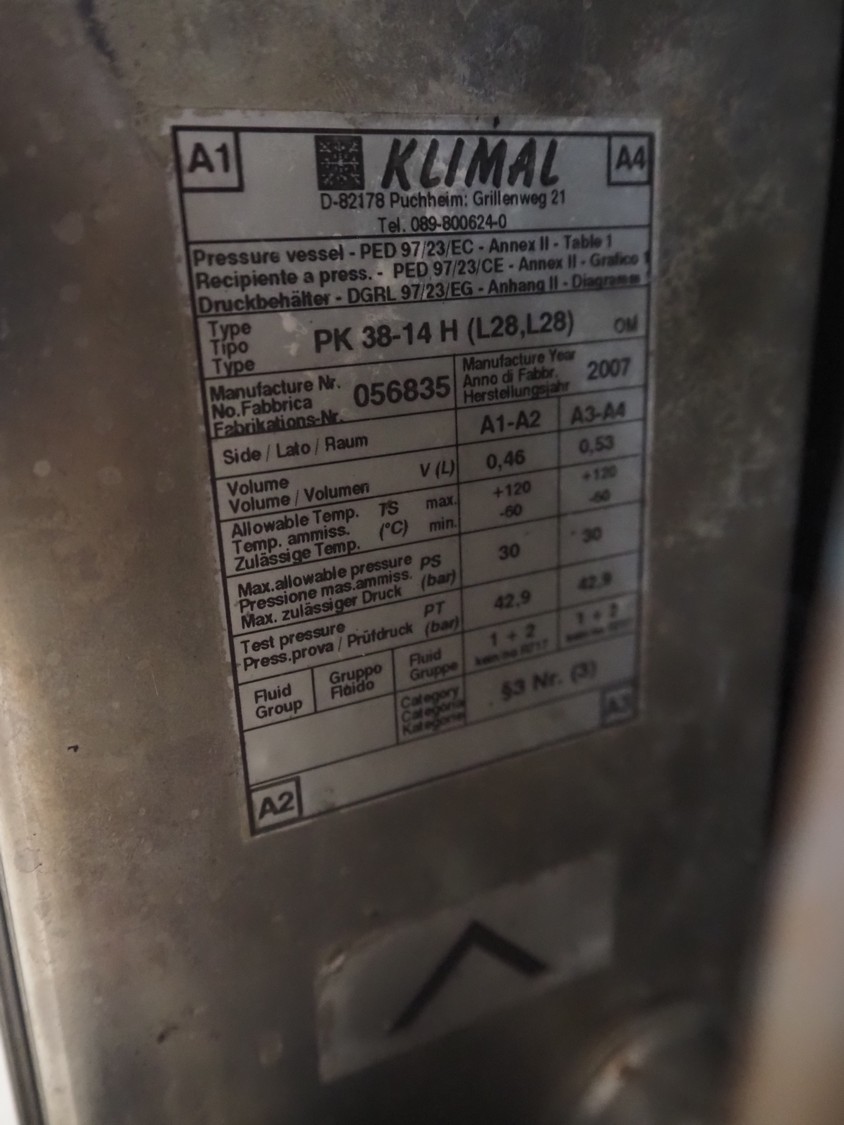 A1
KLIMAL
A4
D-82178 Puchheim: Grillenweg 21
Tel. 089-800624-0
Pressure vessel - PED 97/23/EC - Annex II - Table 1
Recipiente a press. - PED 97/23/CE - Annex II - Grafico 1
Druckbehälter - DGRL 97/23/EG - Anhang II - Diagramm
Type
Tipo
Type
PK 38-14 H (L28,L28)
OM
Manufacture Nr.
No.Fabbrica
Fabrikations-Nr.
056835
Manufacture Year
Anno di Fabbr.
Herstellungsjahr
2007
Side / Lato / Raum
A1-A2
A3-A4
Volume
Volume / Volumen
V (L)
0,46
0,53
Allowable Temp.
Temp. ammiss.
Zulässige Temp.
TS
(°C)
max.
min.
+120
-60
+120
-60
Max.allowable pressure
Pressione mas.ammiss.
Max. zulässiger Druck
PS
(bar)
30
30
Test pressure
Press.prova / Prüfdruck
PT
(bar)
42.9
42.9
Fluid
Group
Gruppo
Flùido
Fluid
Gruppe
1 + 2
1 + 2
Category
Categoria
Kategorie
§3 Nr. (3)
A2
A3